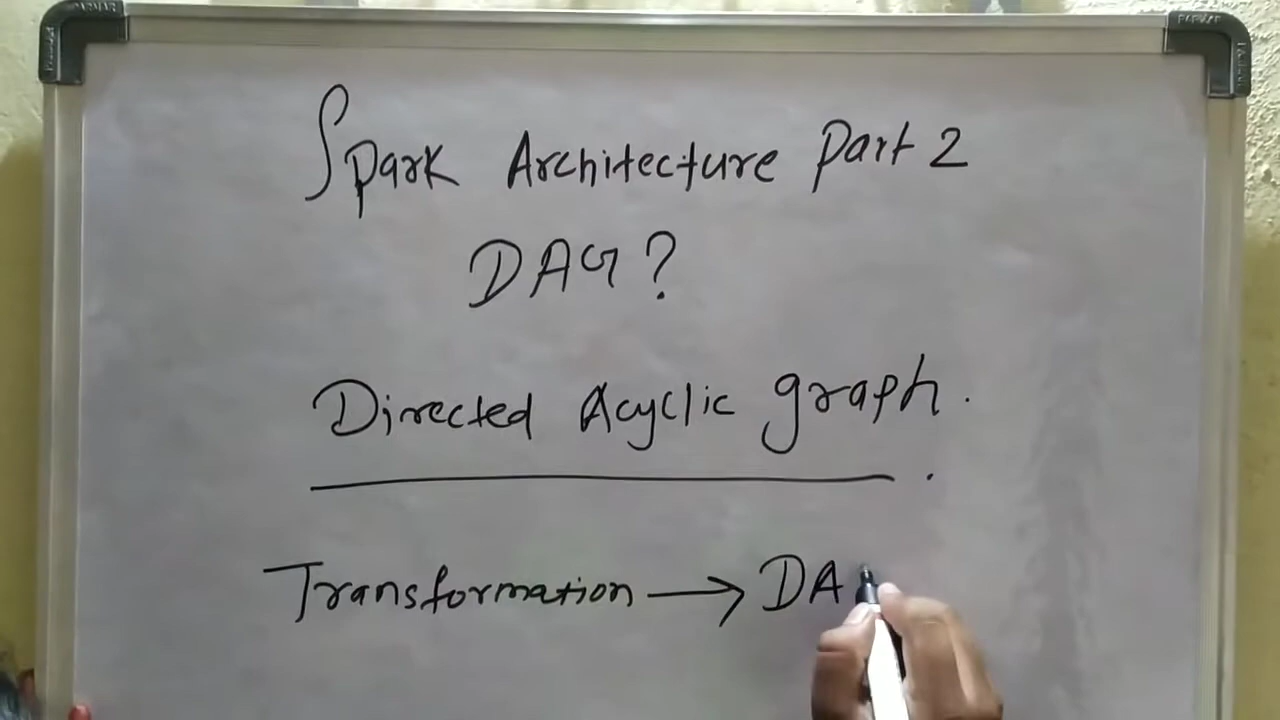 Spark Architecture Part 2
DAG?
Directed Acyclic graph.
Transformation → DA